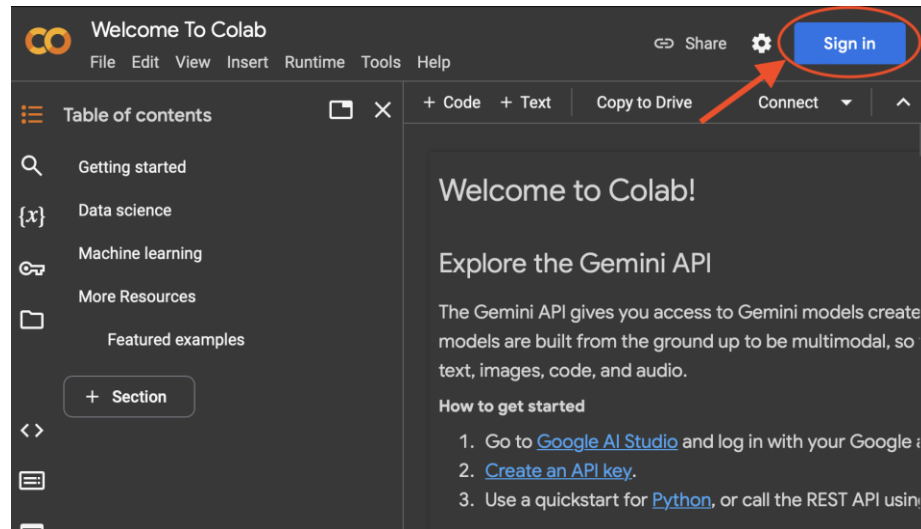 Welcome To Colab
File Edit View Insert Runtime Tools Help
Share
Sign in
Table of contents
Getting started
Data science
Machine learning
More Resources
Featured examples
+ Section
{x}
+ Code + Text Copy to Drive Connect
Welcome to Colab!
Explore the Gemini API
The Gemini API gives you access to Gemini models create
models are built from the ground up to be multimodal, so
text, images, code, and audio.
How to get started
1. Go to Google AI Studio and log in with your Google
2. Create an API key.
3. Use a quickstart for Python, or call the REST API usin